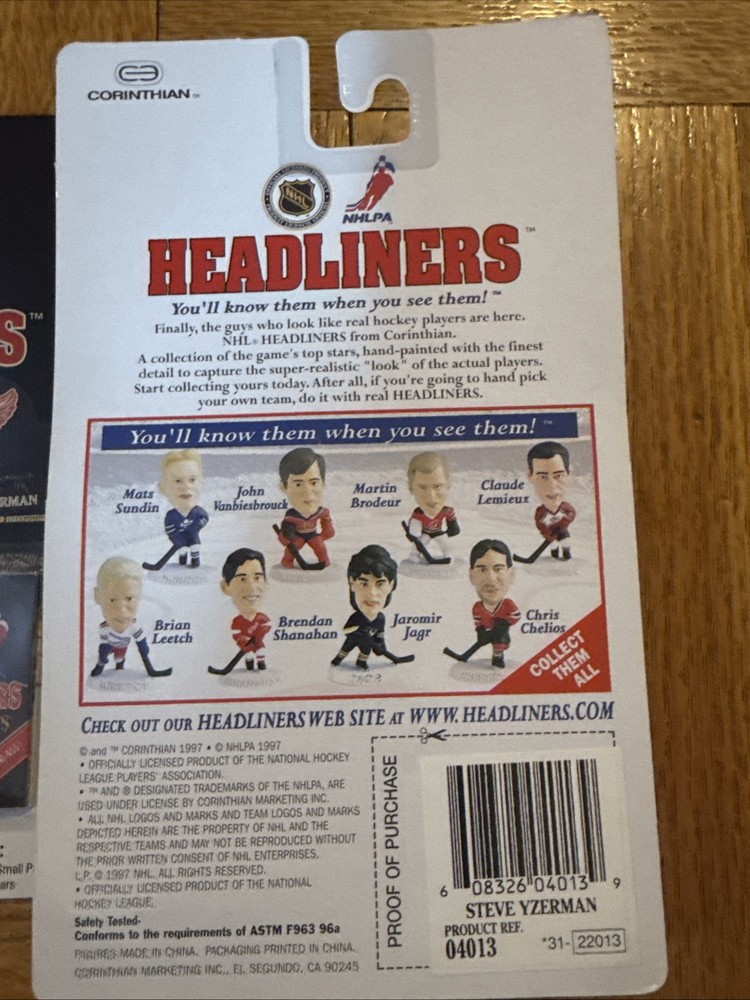 CORINTHIAN™
NHL
NHLPA
HEADLINERS™
You'll know them when you see them!™
Finally, the guys who look like real hockey players are here.
NHL® HEADLINERS from Corinthian.
A collection of the game's top stars, hand-painted with the finest
detail to capture the super-realistic "look" of the actual players.
Start collecting yours today. After all, if you're going to hand pick
your own team, do it with real HEADLINERS.
You'll know them when you see them!™
Mats
Sundin
John
Vanbiesbrouck
Martin
Brodeur
Claude
Lemieux
Brian
Leetch
Brendan
Shanahan
Jaromir
Jagr
Chris
Chelios
COLLECT
THEM
ALL
CHECK OUT OUR HEADLINERS WEB SITE AT WWW.HEADLINERS.COM
© and ™ CORINTHIAN 1997 • © NHLPA 1997
• OFFICIALLY LICENSED PRODUCT OF THE NATIONAL HOCKEY
LEAGUE PLAYERS' ASSOCIATION.
• ™ AND ® DESIGNATED TRADEMARKS OF THE NHLPA, ARE
USED UNDER LICENSE BY CORINTHIAN MARKETING INC.
• ALL NHL LOGOS AND MARKS AND TEAM LOGOS AND MARKS
DEPICTED HEREIN ARE THE PROPERTY OF NHL AND THE
RESPECTIVE TEAMS AND MAY NOT BE REPRODUCED WITHOUT
THE PRIOR WRITTEN CONSENT OF NHL ENTERPRISES,
L.P. © 1997 NHL. ALL RIGHTS RESERVED.
• OFFICIALLY LICENSED PRODUCT OF THE NATIONAL
HOCKEY LEAGUE.
Safety Tested-
Conforms to the requirements of ASTM F963 96a
FIGURES MADE IN CHINA. PACKAGING PRINTED IN CHINA.
CORINTHIAN MARKETING INC., EL SEGUNDO, CA 90245
PROOF OF PURCHASE
6 08326 04013 9
STEVE YZERMAN
PRODUCT REF.
04013
*31-22013
S™
RMAN
RS
Small P
ars